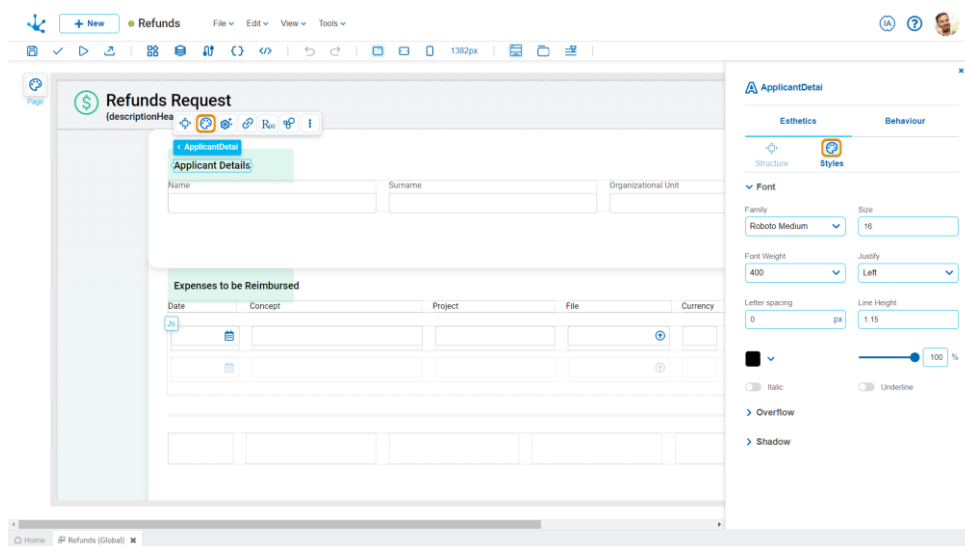 + New
Refunds
File
Edit
View
Tools
(IA)
?
1382px
Page
Refunds Request
{descriptionHea
R(x)
< ApplicantDetai
Applicant Details
Name
Surname
Organizational Unit
Expenses to be Reimbursed
Date
Concept
Project
File
Currency
Js
ApplicantDetai
Esthetics
Behaviour
Structure
Styles
Font
Family
Size
Roboto Medium
16
Font Weight
Justify
400
Left
Letter spacing
Line Height
0
px
1.15
100
%
Italic
Underline
Overflow
Shadow
Home
Refunds (Global)